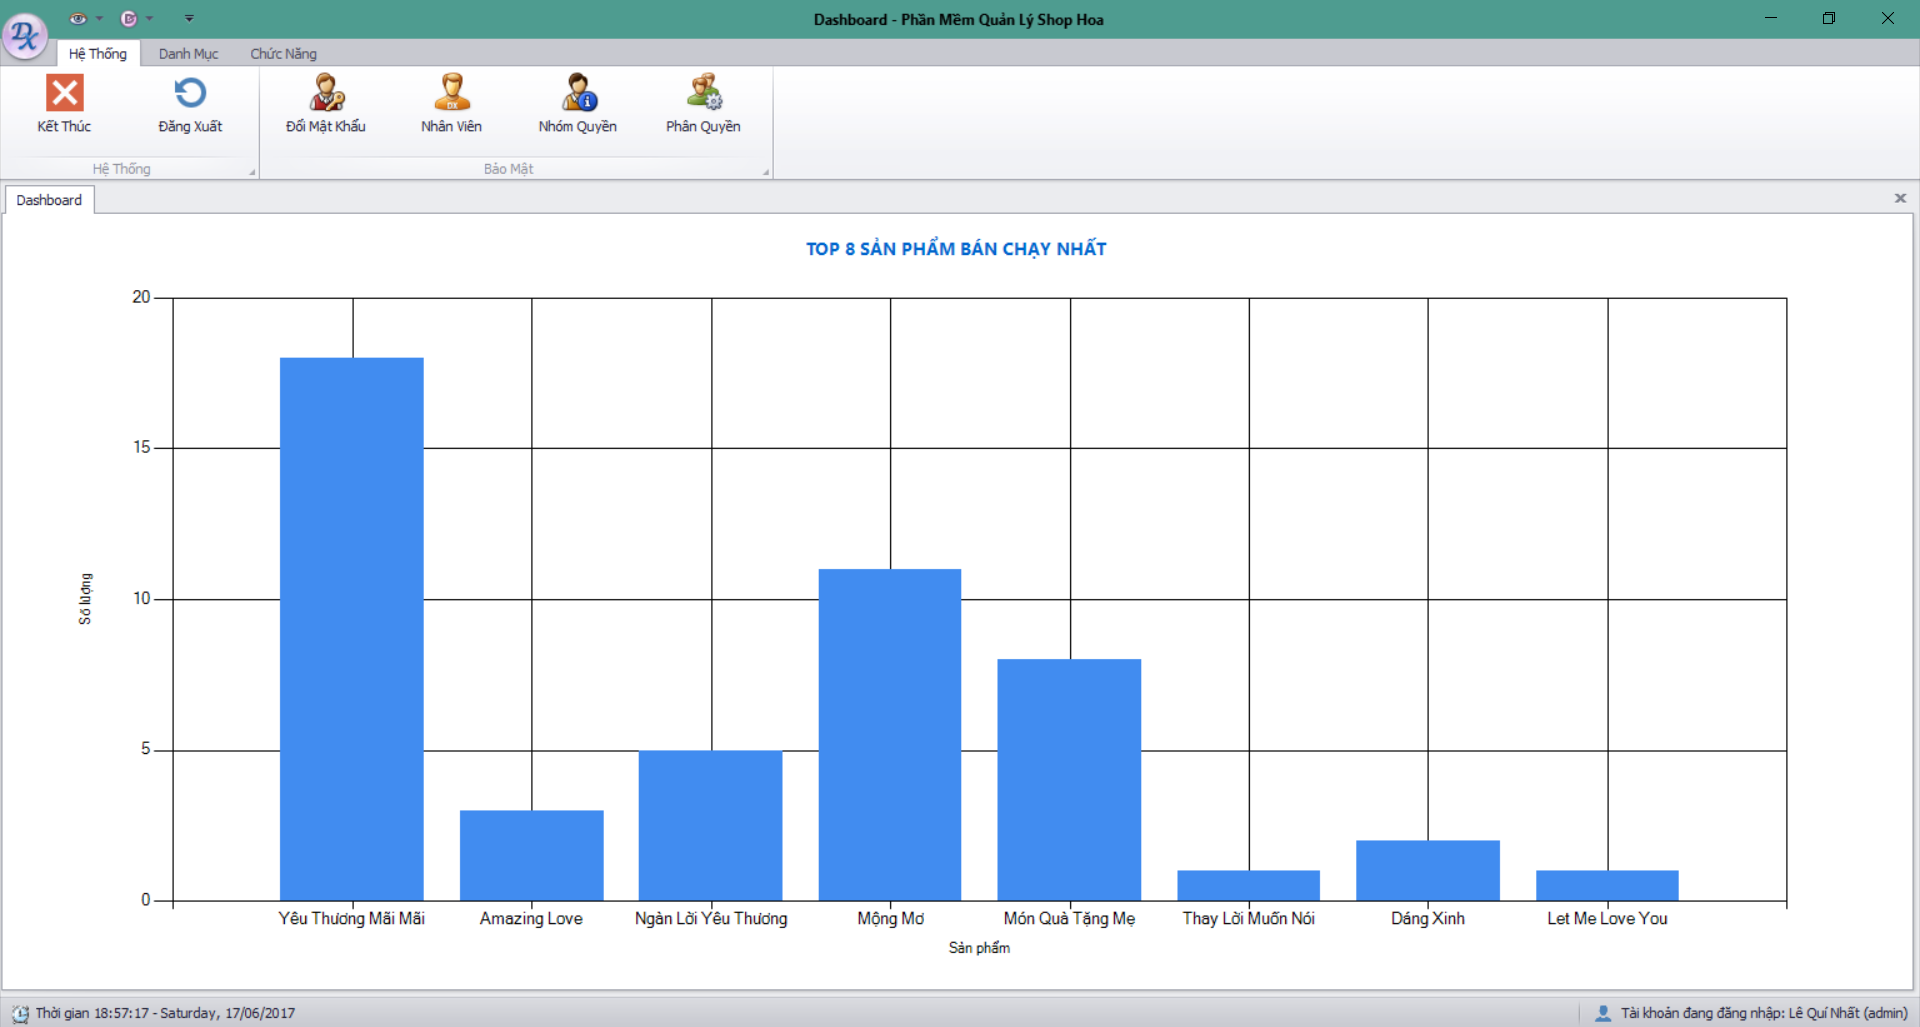 Dashboard - Phần Mềm Quản Lý Shop Hoa
Hệ Thống Danh Mục Chức Năng
Kết Thúc Đăng Xuất Đổi Mật Khẩu Nhân Viên Nhóm Quyền Phân Quyền
Hệ Thống Bảo Mật
Dashboard
TOP 8 SẢN PHẨM BÁN CHẠY NHẤT
20
15
10
5
0
Số lượng
Yêu Thương Mãi Mãi Amazing Love Ngàn Lời Yêu Thương Mộng Mơ Món Quà Tặng Mẹ Thay Lời Muốn Nói Dáng Xinh Let Me Love You
Sản phẩm
Thời gian 18:57:17 - Saturday, 17/06/2017 Tài khoản đang đăng nhập: Lê Quí Nhất (admin)